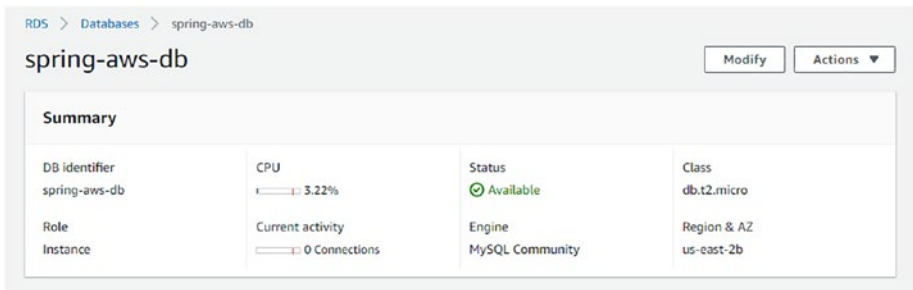 RDS > Databases > spring-aws-db
spring-aws-db
Modify
Actions ▼
Summary
DB identifier CPU Status Class
spring-aws-db 3.22% Available db.t2.micro
Role Current activity Engine Region & AZ
Instance 0 Connections MySQL Community us-east-2b